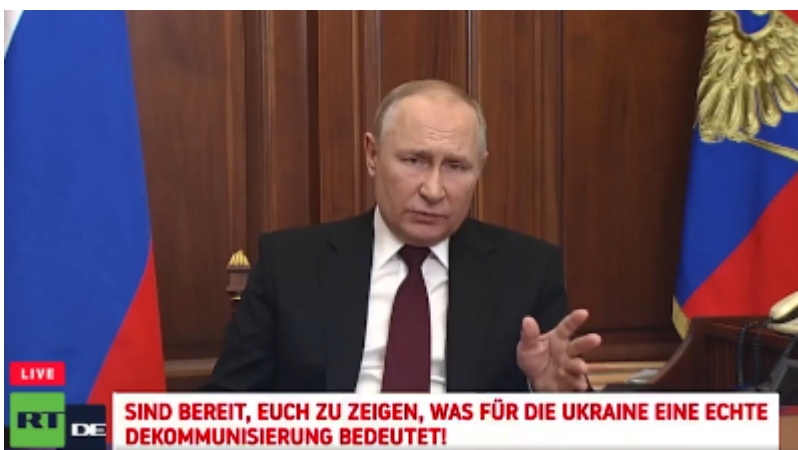 LIVE
RT DE
SIND BEREIT, EUCH ZU ZEIGEN, WAS FÜR DIE UKRAINE EINE ECHTE
DEKOMMUNISIERUNG BEDEUTET!